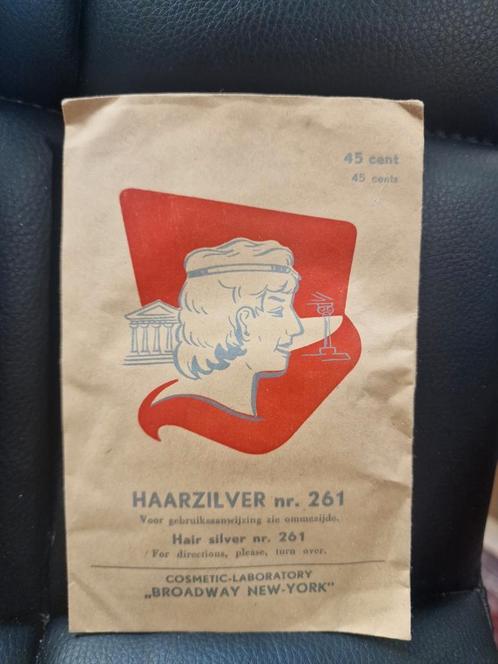 45 cent
45 cents
HAARZILVER nr. 261
Voor gebruiksaanwijzing zie ommezijde.
Hair silver nr. 261
For directions, please, turn over.
COSMETIC-LABORATORY
„BROADWAY NEW-YORK"